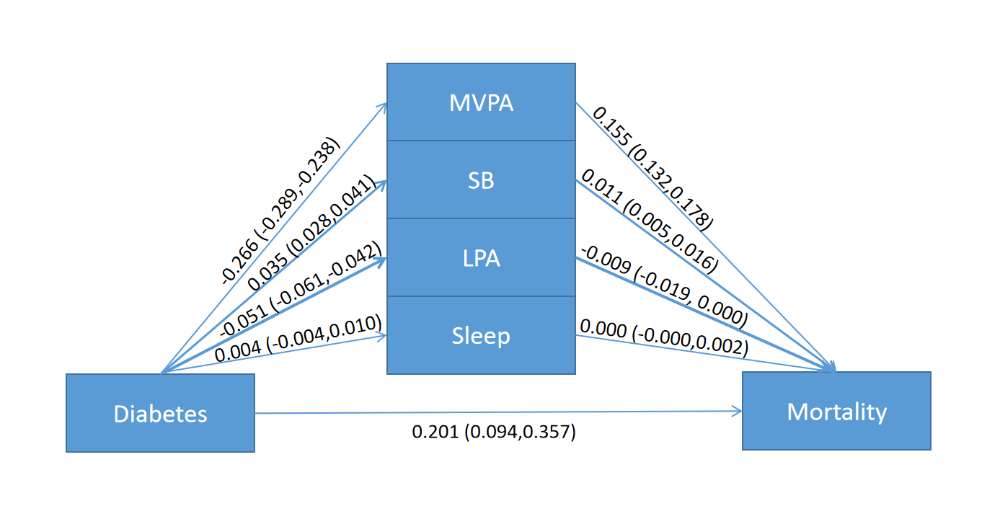 MVPA
SB
LPA
Sleep
-0.266 (-0.289,-0.238)
0.035 (0.028,0.041)
-0.051 (-0.061,-0.042)
0.004 (-0.004,0.010)
0.155 (0.132,0.178)
0.011 (0.005,0.016)
-0.009 (-0.019, 0.000)
0.000 (-0.000,0.002)
Diabetes
Mortality
0.201 (0.094,0.357)